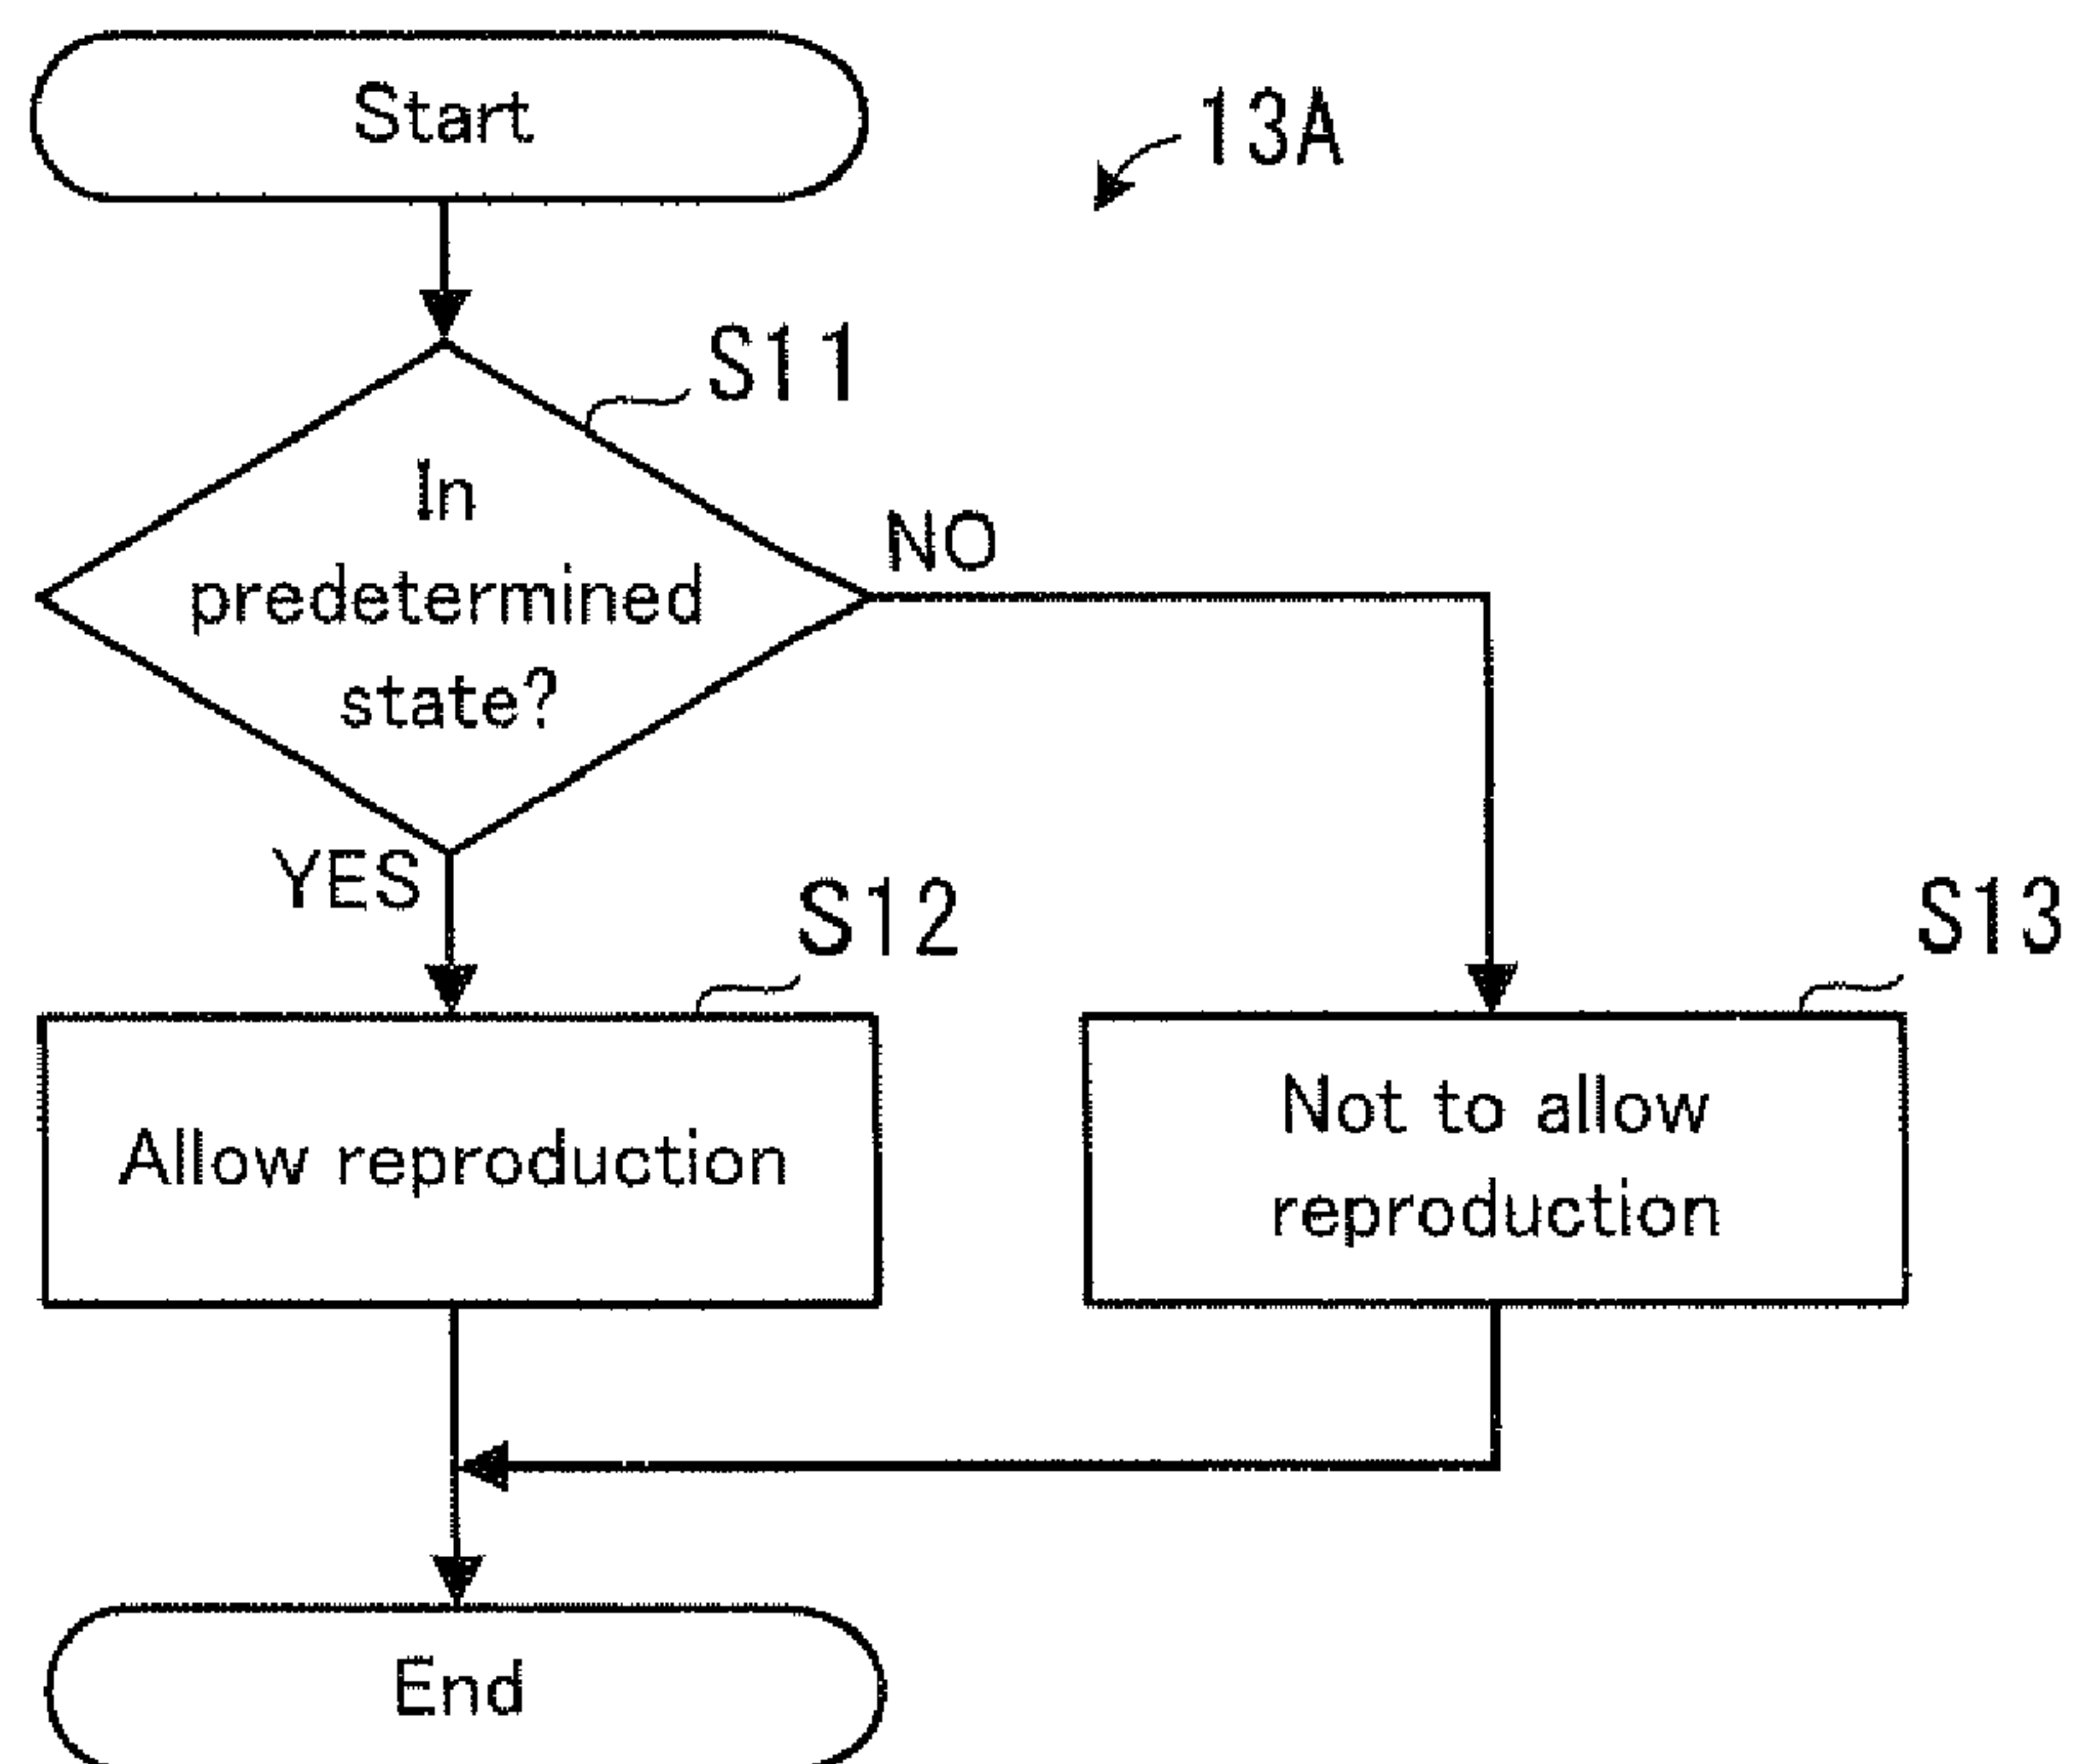 Start
13A
S11
In
predetermined
state?
NO
YES
S12
S13
Allow reproduction
Not to allow
reproduction
End